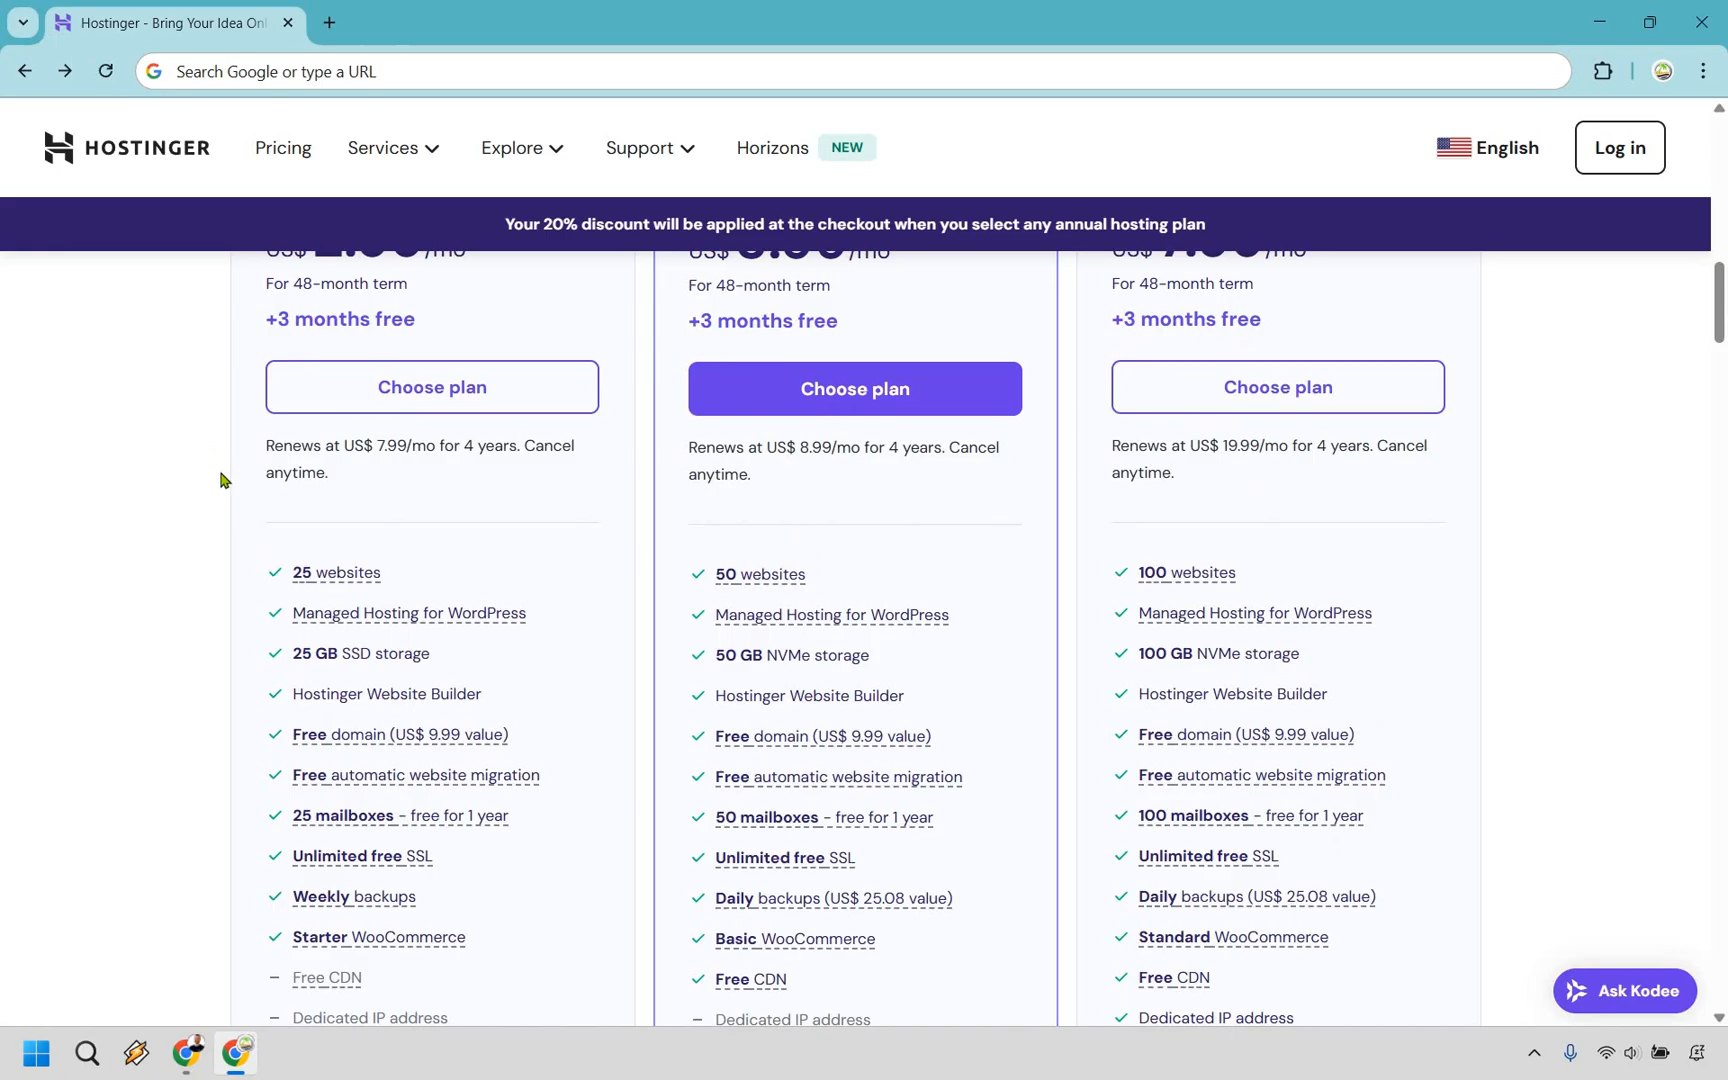 Hostinger - Bring Your Idea Onl
Search Google or type a URL
HOSTINGER
Pricing
Services
Explore
Support
Horizons
NEW
English
Log in
Your 20% discount will be applied at the checkout when you select any annual hosting plan
US$ /mo
For 48-month term
+3 months free
Choose plan
Renews at US$ 7.99/mo for 4 years. Cancel
anytime.
25 websites
Managed Hosting for WordPress
25 GB SSD storage
Hostinger Website Builder
Free domain (US$ 9.99 value)
Free automatic website migration
25 mailboxes - free for 1 year
Unlimited free SSL
Weekly backups
Starter WooCommerce
Free CDN
Dedicated IP address
US$ /mo
For 48-month term
+3 months free
Choose plan
Renews at US$ 8.99/mo for 4 years. Cancel
anytime.
50 websites
Managed Hosting for WordPress
50 GB NVMe storage
Hostinger Website Builder
Free domain (US$ 9.99 value)
Free automatic website migration
50 mailboxes - free for 1 year
Unlimited free SSL
Daily backups (US$ 25.08 value)
Basic WooCommerce
Free CDN
Dedicated IP address
US$ /mo
For 48-month term
+3 months free
Choose plan
Renews at US$ 19.99/mo for 4 years. Cancel
anytime.
100 websites
Managed Hosting for WordPress
100 GB NVMe storage
Hostinger Website Builder
Free domain (US$ 9.99 value)
Free automatic website migration
100 mailboxes - free for 1 year
Unlimited free SSL
Daily backups (US$ 25.08 value)
Standard WooCommerce
Free CDN
Dedicated IP address
Ask Kodee